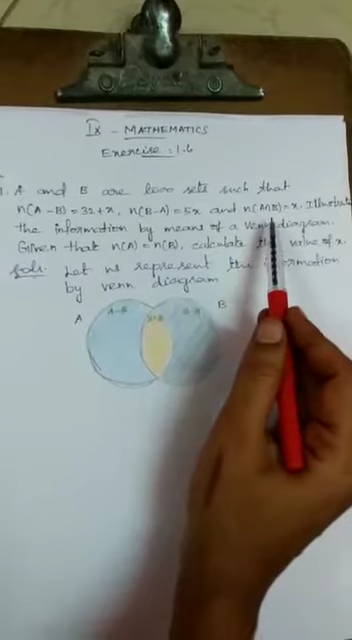 IX - MATHEMATICS
Exercise : 1.6
1. A and B are two sets such that
n(A - B) = 32 + x, n(B - A) = 5x and n(A∩B) = x. Illustrate
the information by means of a venn diagram.
Given that n(A) = n(B), calculate the value of x.
Soln: Let us represent the information
by venn diagram
A A-B A∩B B-A B